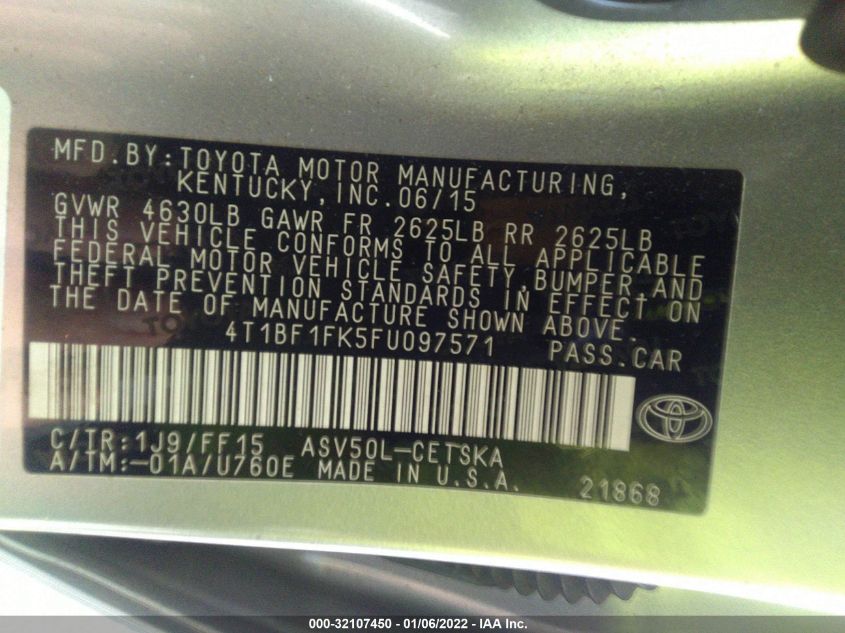 MFD.BY:TOYOTA MOTOR MANUFACTURING,
KENTUCKY,INC.06/15
GVWR 4630LB GAWR FR 2625LB RR 2625LB
THIS VEHICLE CONFORMS TO ALL APPLICABLE
FEDERAL MOTOR VEHICLE SAFETY,BUMPER,AND
THEFT PREVENTION STANDARDS IN EFFECT ON
THE DATE OF MANUFACTURE SHOWN ABOVE.
4T1BF1FK5FU097571 PASS.CAR
C/TR:1J9/FF15 ASV50L-CETSKA
A/TM:-01A/U760E MADE IN U.S.A. 21868
000-32107450 - 01/06/2022 - IAA Inc.